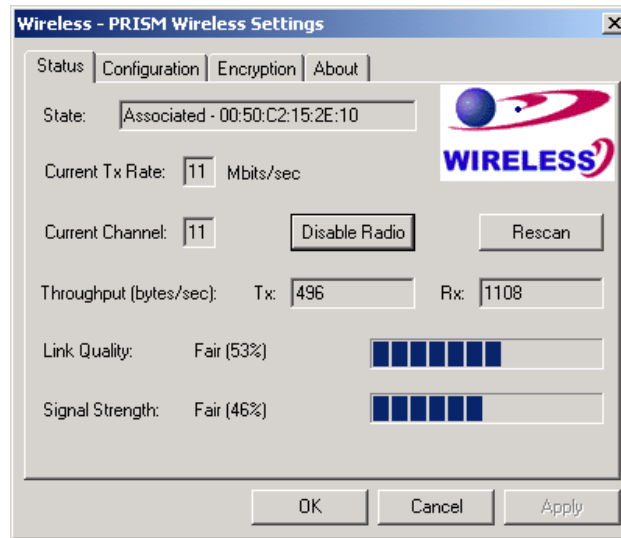 Wireless - PRISM Wireless Settings
Status Configuration Encryption About
State: Associated - 00:50:C2:15:2E:10
WIRELESS
Current Tx Rate: 11 Mbits/sec
Current Channel: 11 Disable Radio Rescan
Throughput (bytes/sec): Tx: 496 Rx: 1108
Link Quality: Fair (53%)
Signal Strength: Fair (46%)
OK Cancel Apply